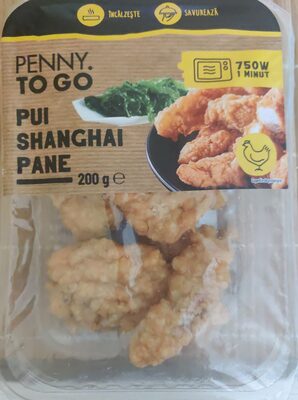 ÎNCĂLZEȘTE
SAVUREAZĂ
PENNY.
TO GO
750W
1 MINUT
PUI
SHANGHAI
PANE
200 g e